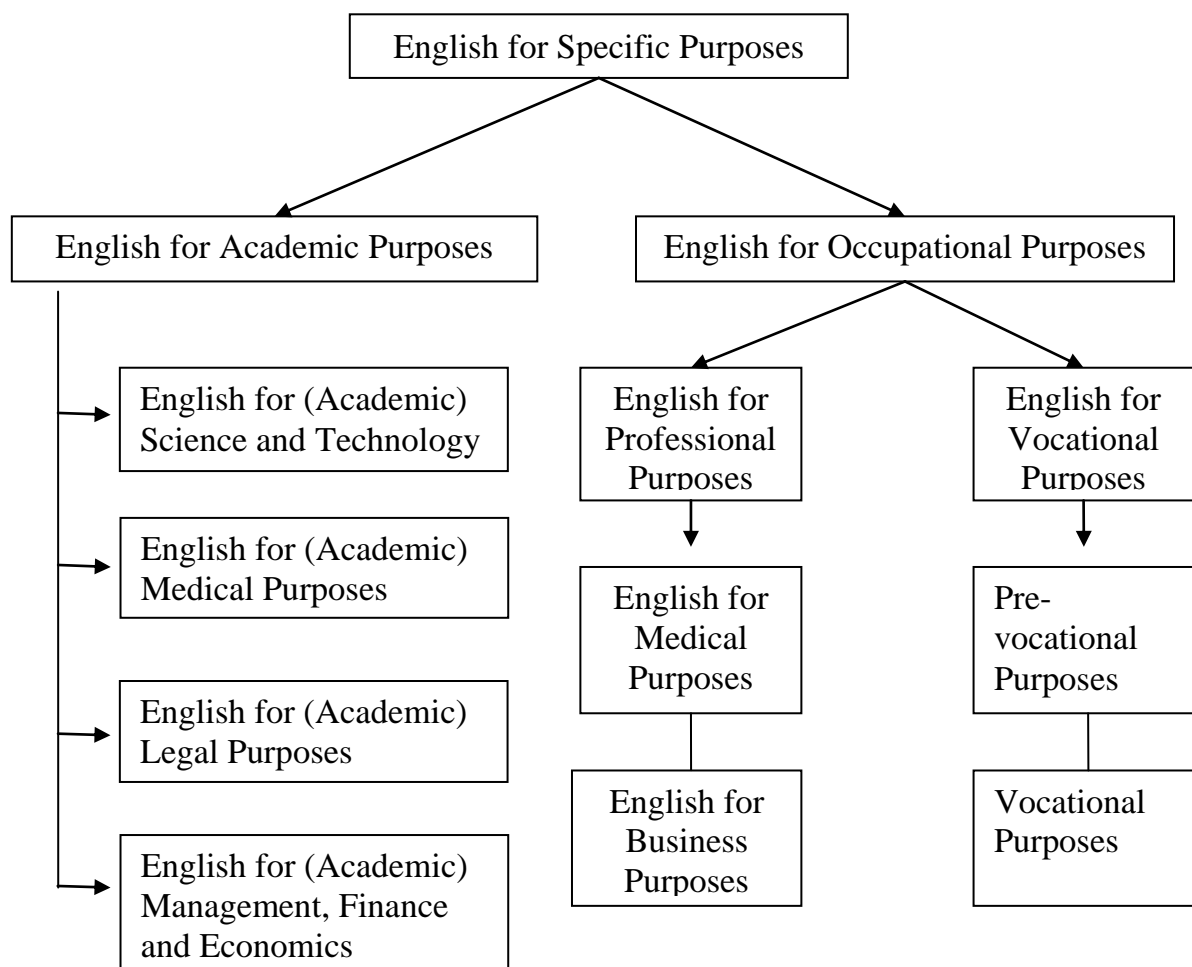 English for Specific Purposes
English for Academic Purposes
English for Occupational Purposes
English for (Academic)
Science and Technology
English for (Academic)
Medical Purposes
English for (Academic)
Legal Purposes
English for (Academic)
Management, Finance
and Economics
English for
Professional
Purposes
English for
Medical
Purposes
English for
Business
Purposes
English for
Vocational
Purposes
Pre-
vocational
Purposes
Vocational
Purposes